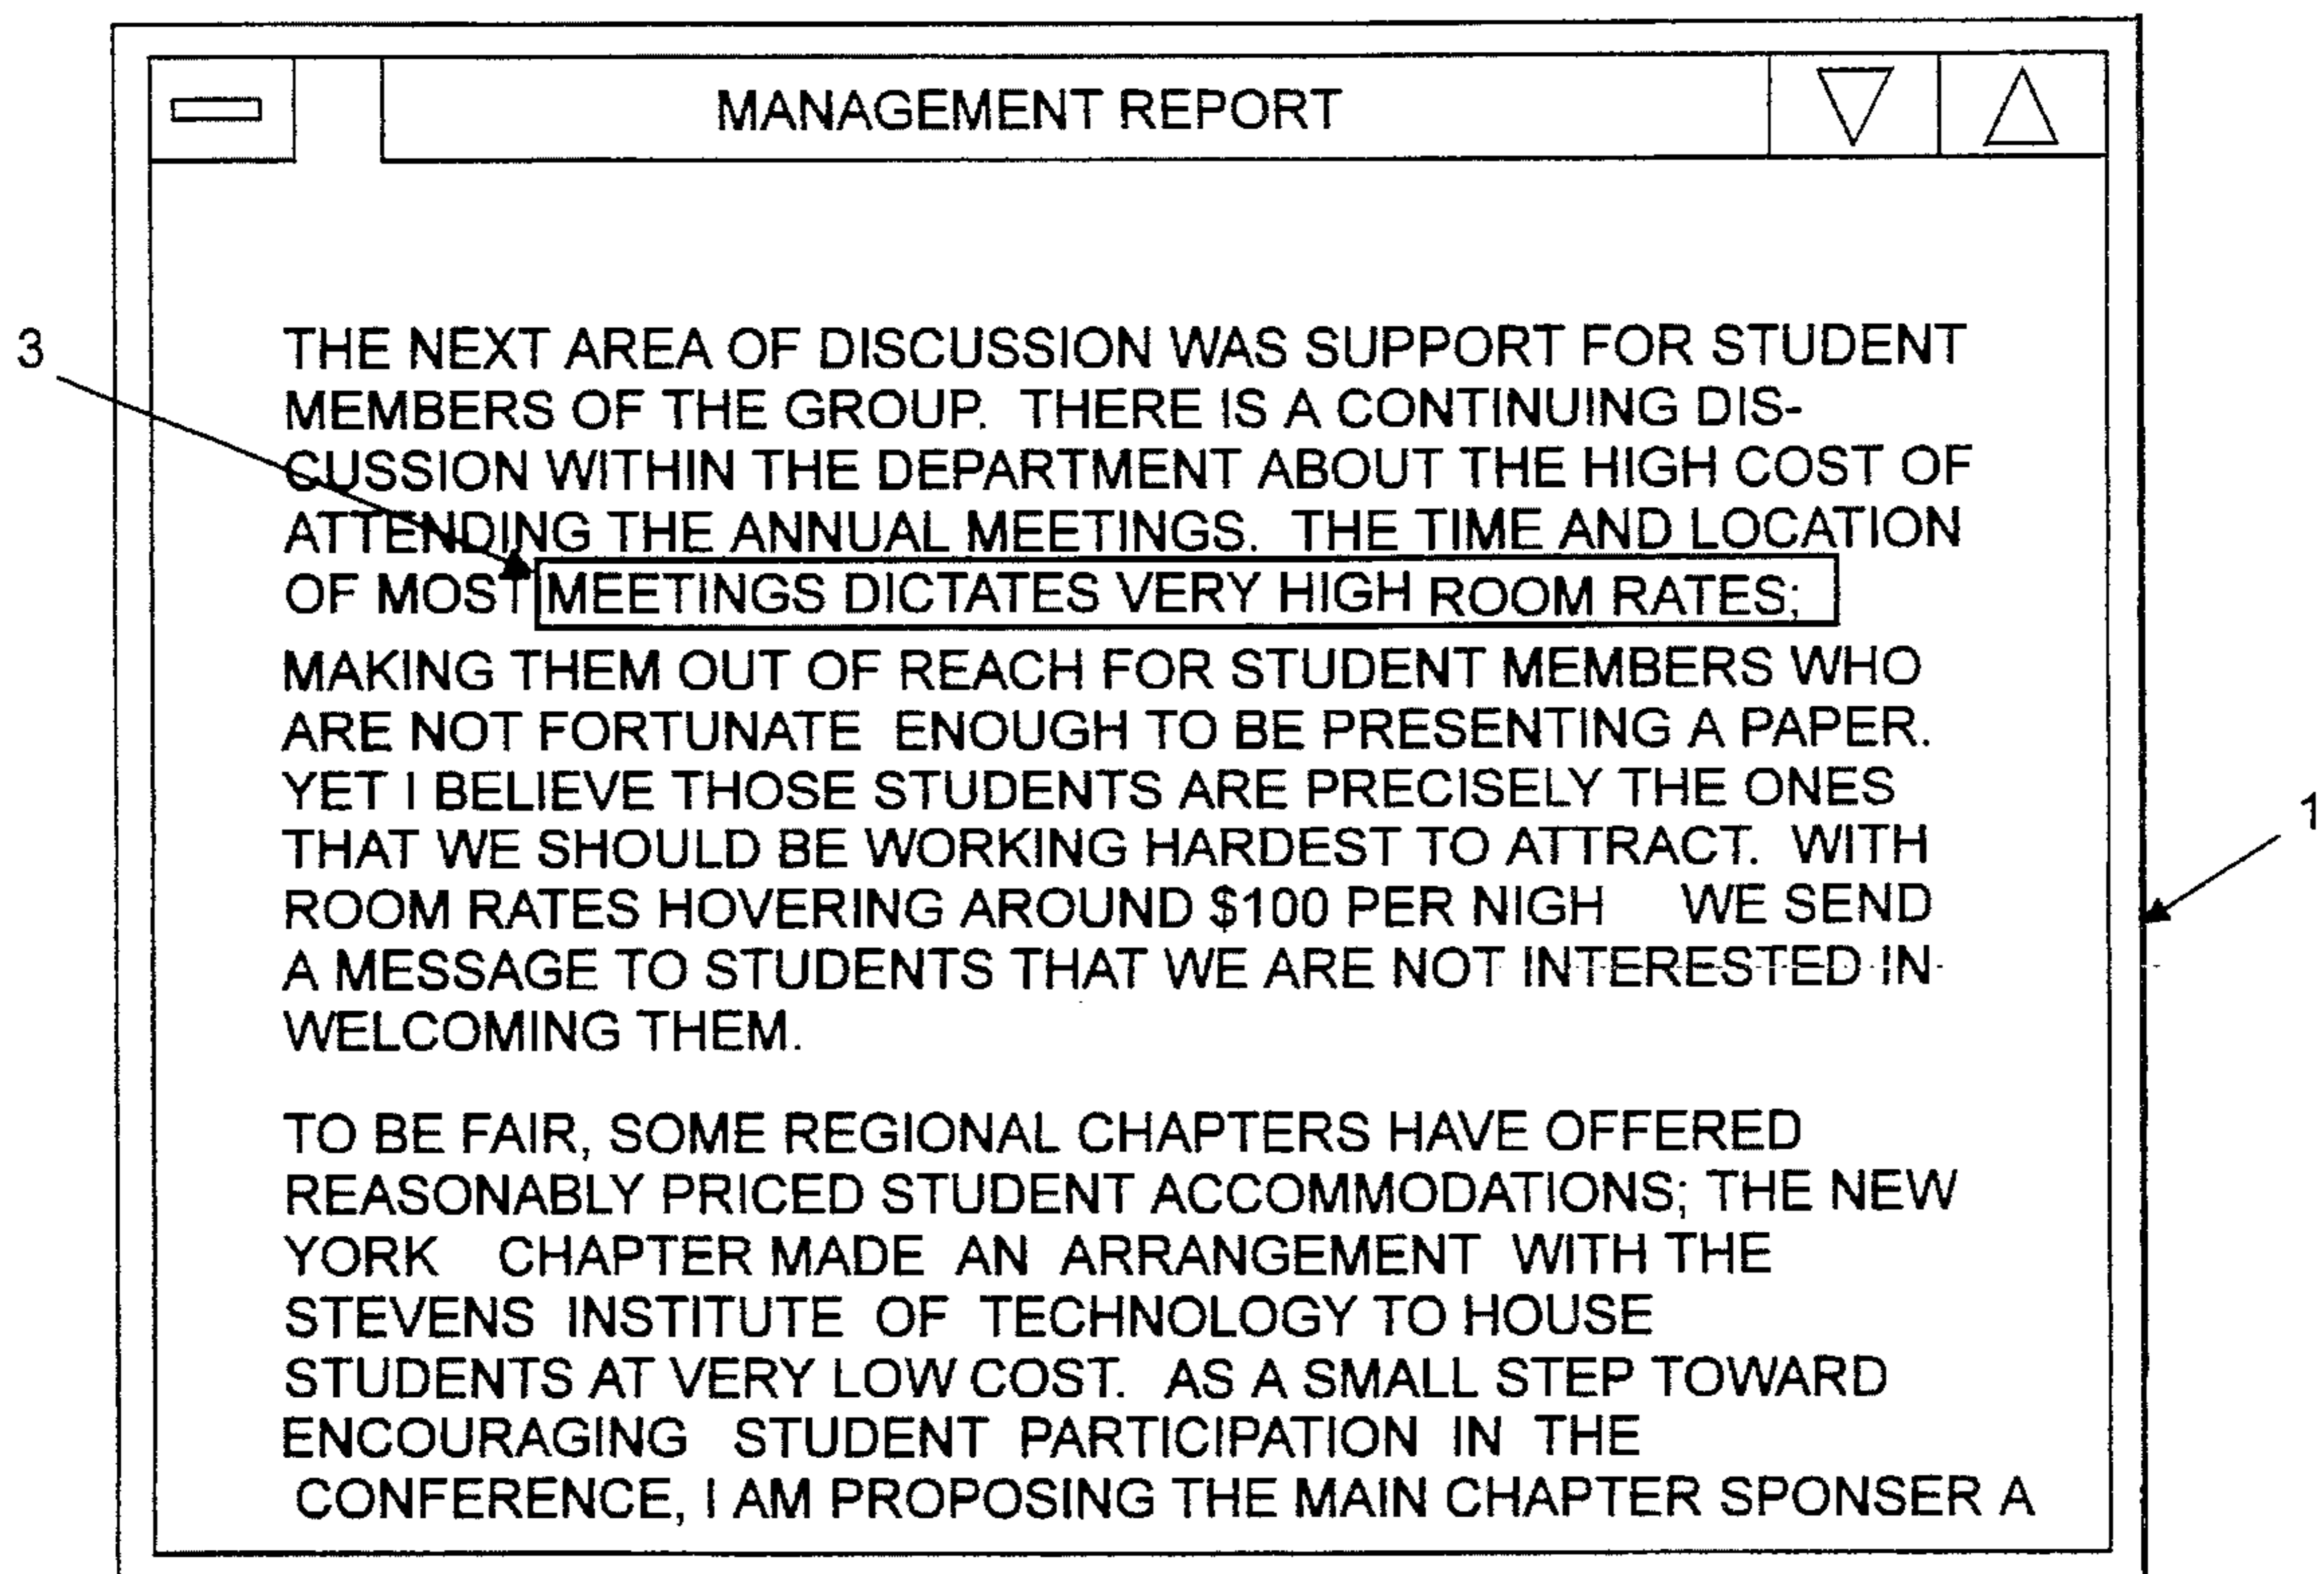 MANAGEMENT REPORT
3
THE NEXT AREA OF DISCUSSION WAS SUPPORT FOR STUDENT
MEMBERS OF THE GROUP. THERE IS A CONTINUING DIS-
CUSSION WITHIN THE DEPARTMENT ABOUT THE HIGH COST OF
ATTENDING THE ANNUAL MEETINGS. THE TIME AND LOCATION
OF MOST MEETINGS DICTATES VERY HIGH ROOM RATES;
MAKING THEM OUT OF REACH FOR STUDENT MEMBERS WHO
ARE NOT FORTUNATE ENOUGH TO BE PRESENTING A PAPER.
YET I BELIEVE THOSE STUDENTS ARE PRECISELY THE ONES
THAT WE SHOULD BE WORKING HARDEST TO ATTRACT. WITH
1
ROOM RATES HOVERING AROUND $100 PER NIGH WE SEND
A MESSAGE TO STUDENTS THAT WE ARE NOT INTERESTED IN
WELCOMING THEM.
TO BE FAIR, SOME REGIONAL CHAPTERS HAVE OFFERED
REASONABLY PRICED STUDENT ACCOMMODATIONS; THE NEW
YORK CHAPTER MADE AN ARRANGEMENT WITH THE
STEVENS INSTITUTE OF TECHNOLOGY TO HOUSE
STUDENTS AT VERY LOW COST. AS A SMALL STEP TOWARD
ENCOURAGING STUDENT PARTICIPATION IN THE
CONFERENCE, I AM PROPOSING THE MAIN CHAPTER SPONSER A